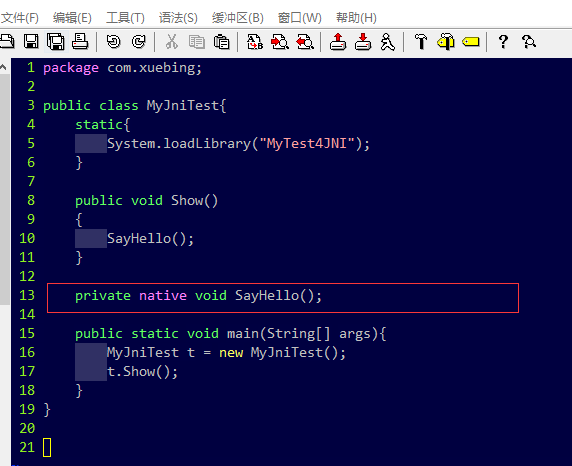 文件(F) 编辑(E) 工具(T) 语法(S) 缓冲区(B) 窗口(W) 帮助(H)
1 package com.xuebing;
2
3 public class MyJniTest{
4 static{
5 System.loadLibrary("MyTest4JNI");
6 }
7
8 public void Show()
9 {
10 SayHello();
11 }
12
13 private native void SayHello();
14
15 public static void main(String[] args){
16 MyJniTest t = new MyJniTest();
17 t.Show();
18 }
19 }
20
21